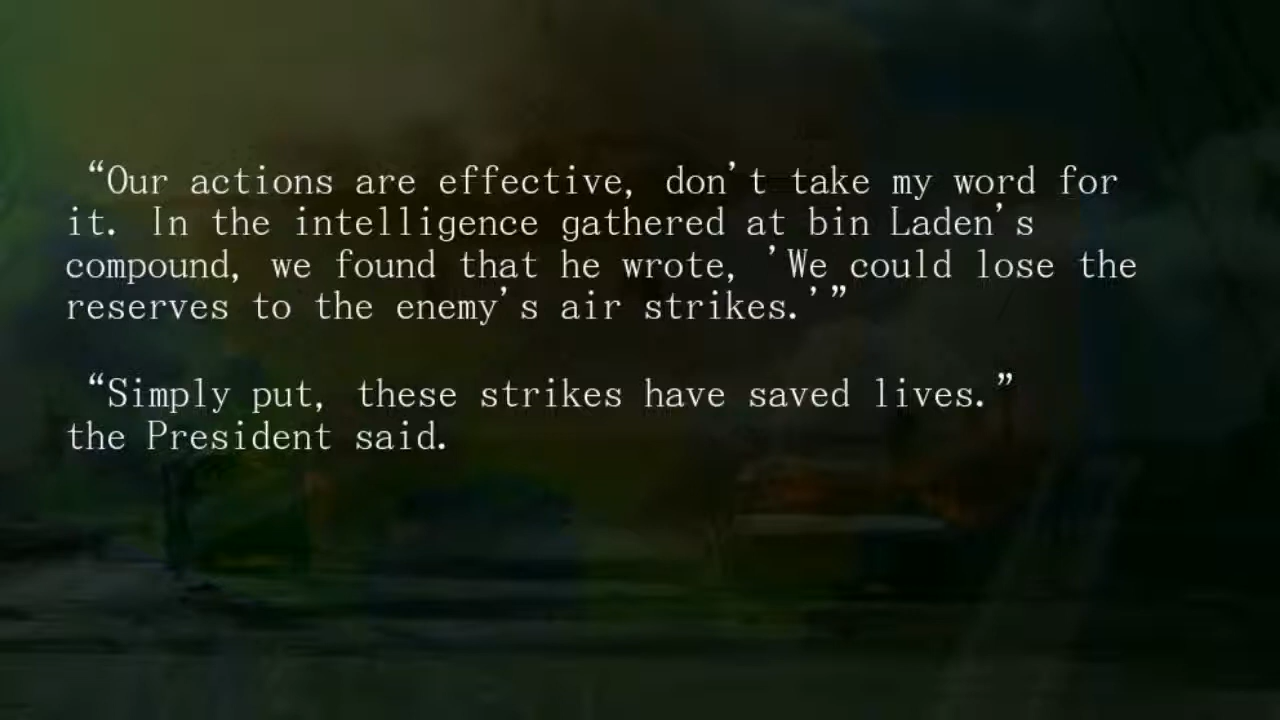 “Our actions are effective, don't take my word for
it. In the intelligence gathered at bin Laden's
compound, we found that he wrote, 'We could lose the
reserves to the enemy's air strikes.'”
“Simply put, these strikes have saved lives.”
the President said.